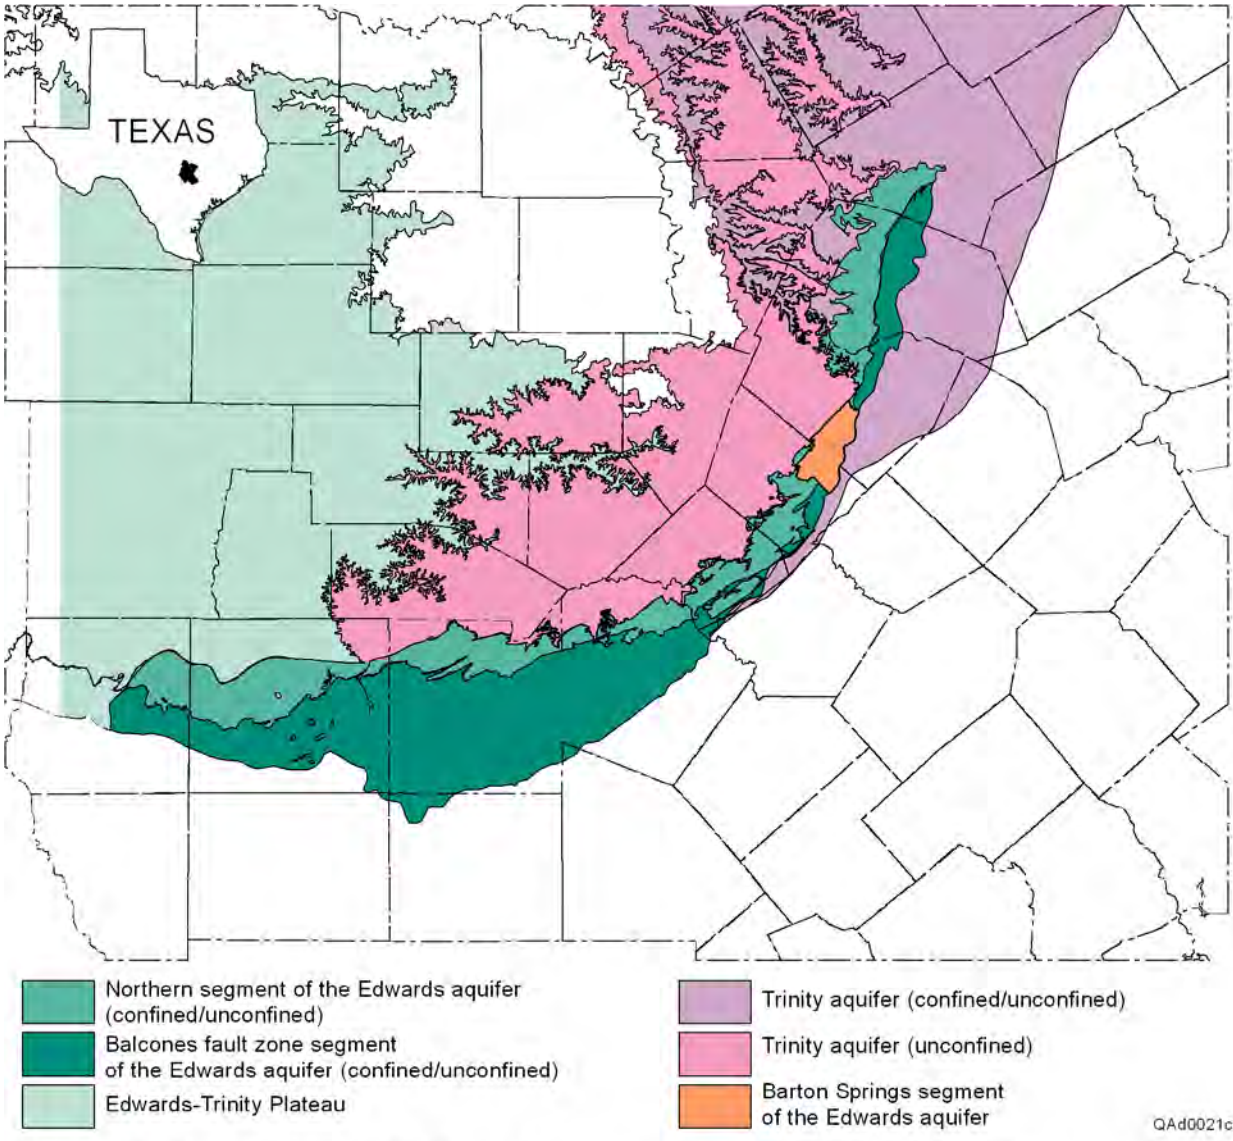 TEXAS
Northern segment of the Edwards aquifer
(confined/unconfined)
Balcones fault zone segment
of the Edwards aquifer (confined/unconfined)
Edwards-Trinity Plateau
Trinity aquifer (confined/unconfined)
Trinity aquifer (unconfined)
Barton Springs segment
of the Edwards aquifer
QAd0021c